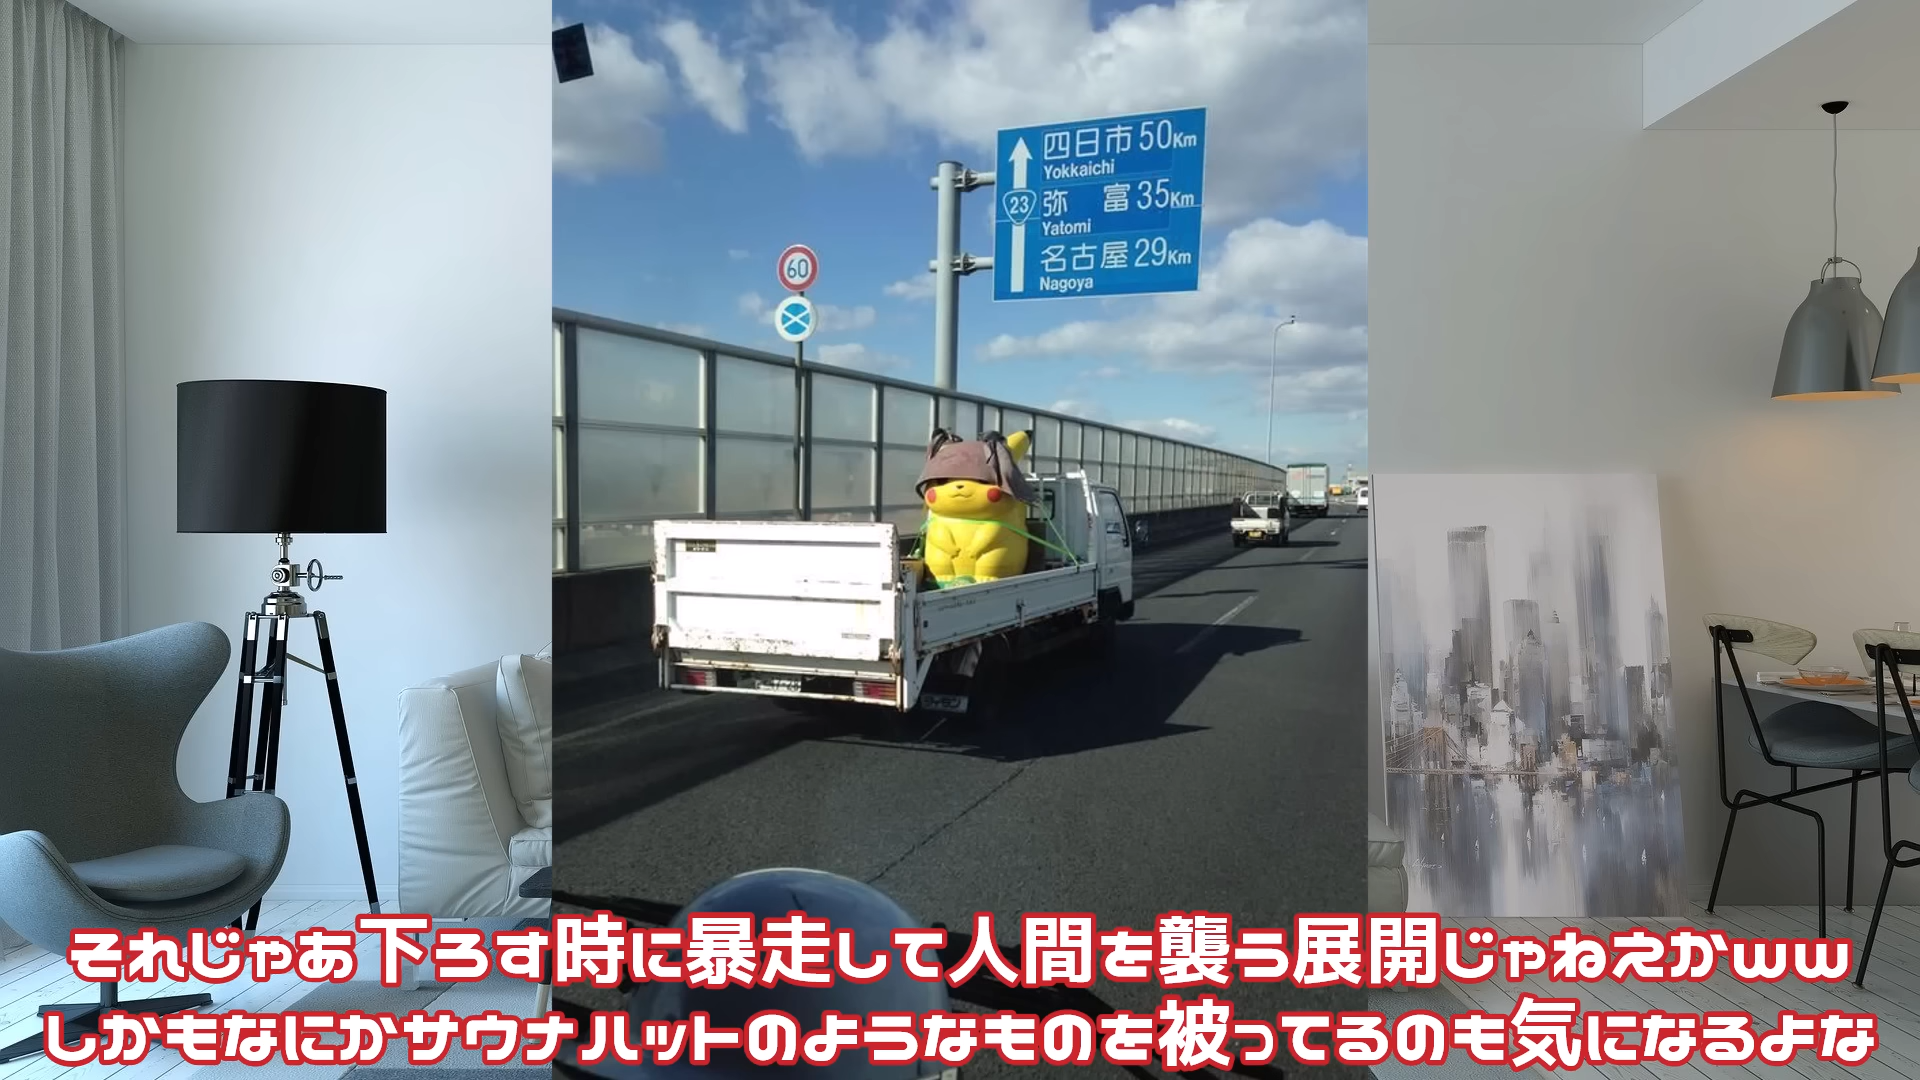 四日市 50Km
Yokkaichi
23
弥 富 35Km
Yatomi
名古屋 29Km
Nagoya
60
それじゃあ下ろす時に暴走して人間を襲う展開じゃねえかww
しかもなにかサウナハットのようなものを被ってるのも気になるよな